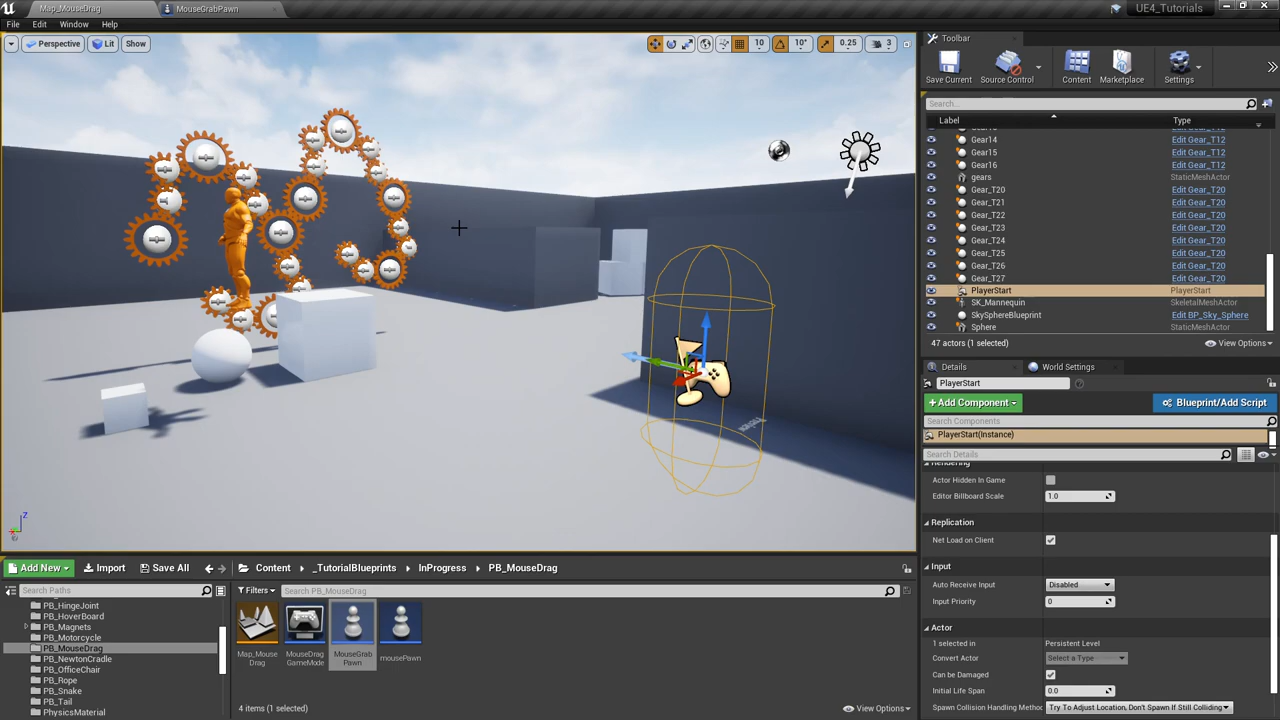 Map_MouseDrag
MouseGrabPawn
UE4_Tutorials
File Edit Window Help
Perspective Lit Show
10 10° 0.25 3
Toolbar
Save Current Source Control Content Marketplace Settings
Search...
Label Type
Edit Gear_T12
Gear14 Edit Gear_T12
Gear15 Edit Gear_T12
Gear16 Edit Gear_T12
gears StaticMeshActor
Gear_T20 Edit Gear_T20
Gear_T21 Edit Gear_T20
Gear_T22 Edit Gear_T20
Gear_T23 Edit Gear_T20
Gear_T24 Edit Gear_T20
Gear_T25 Edit Gear_T20
Gear_T26 Edit Gear_T20
Gear_T27 Edit Gear_T20
PlayerStart PlayerStart
SK_Mannequin SkeletalMeshActor
SkySphereBlueprint Edit BP_Sky_Sphere
Sphere StaticMeshActor
47 actors (1 selected) View Options
Details World Settings
PlayerStart
+Add Component Blueprint/Add Script
Search Components
PlayerStart(Instance)
Search Details
Rendering
Actor Hidden In Game
Editor Billboard Scale 1.0
Replication
Net Load on Client
Input
Auto Receive Input Disabled
Input Priority 0
Actor
1 selected in Persistent Level
Convert Actor Select a Type
Can be Damaged
Initial Life Span 0.0
Spawn Collision Handling Method Try To Adjust Location, Don't Spawn If Still Colliding
Z
Add New Import Save All Content _TutorialBlueprints InProgress PB_MouseDrag
Search Paths
Filters Search PB_MouseDrag
PB_HingeJoint
PB_HoverBoard
PB_Magnets
PB_Motorcycle
PB_MouseDrag
PB_NewtonCradle
PB_OfficeChair
PB_Rope
PB_Snake
PB_Tail
PhysicsMaterial
Map_Mouse
Drag
MouseDrag
GameMode
MouseGrab
Pawn
mousePawn
4 items (1 selected) View Options